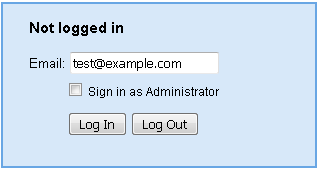 Not logged in
Email: test@example.com
Sign in as Administrator
Log In Log Out